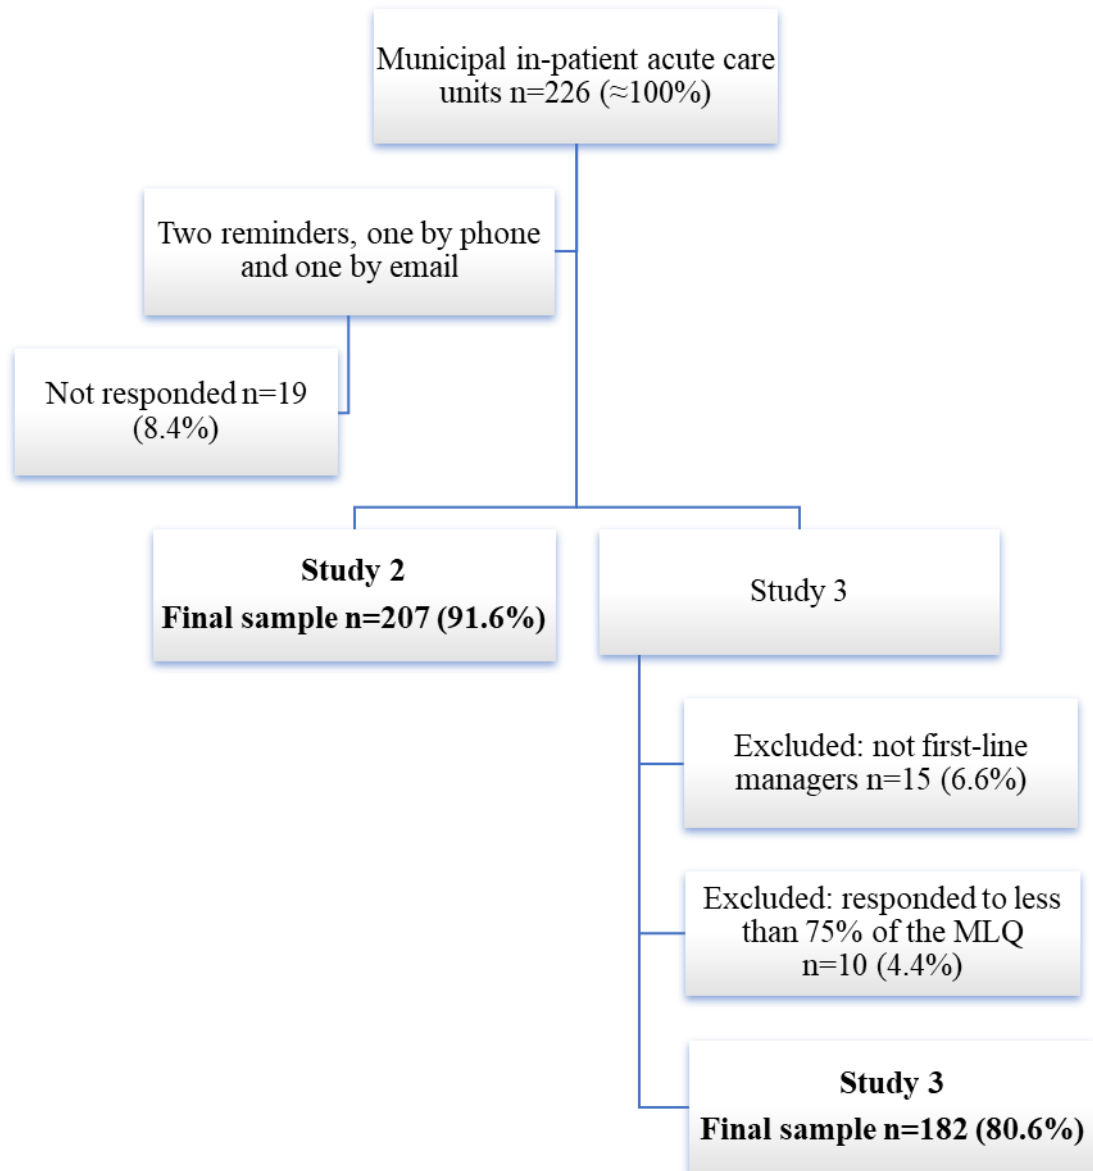 Municipal in-patient acute care
units n=226 (≈100%)
Two reminders, one by phone
and one by email
Not responded n=19
(8.4%)
Study 2
Final sample n=207 (91.6%)
Study 3
Excluded: not first-line
managers n=15 (6.6%)
Excluded: responded to less
than 75% of the MLQ
n=10 (4.4%)
Study 3
Final sample n=182 (80.6%)